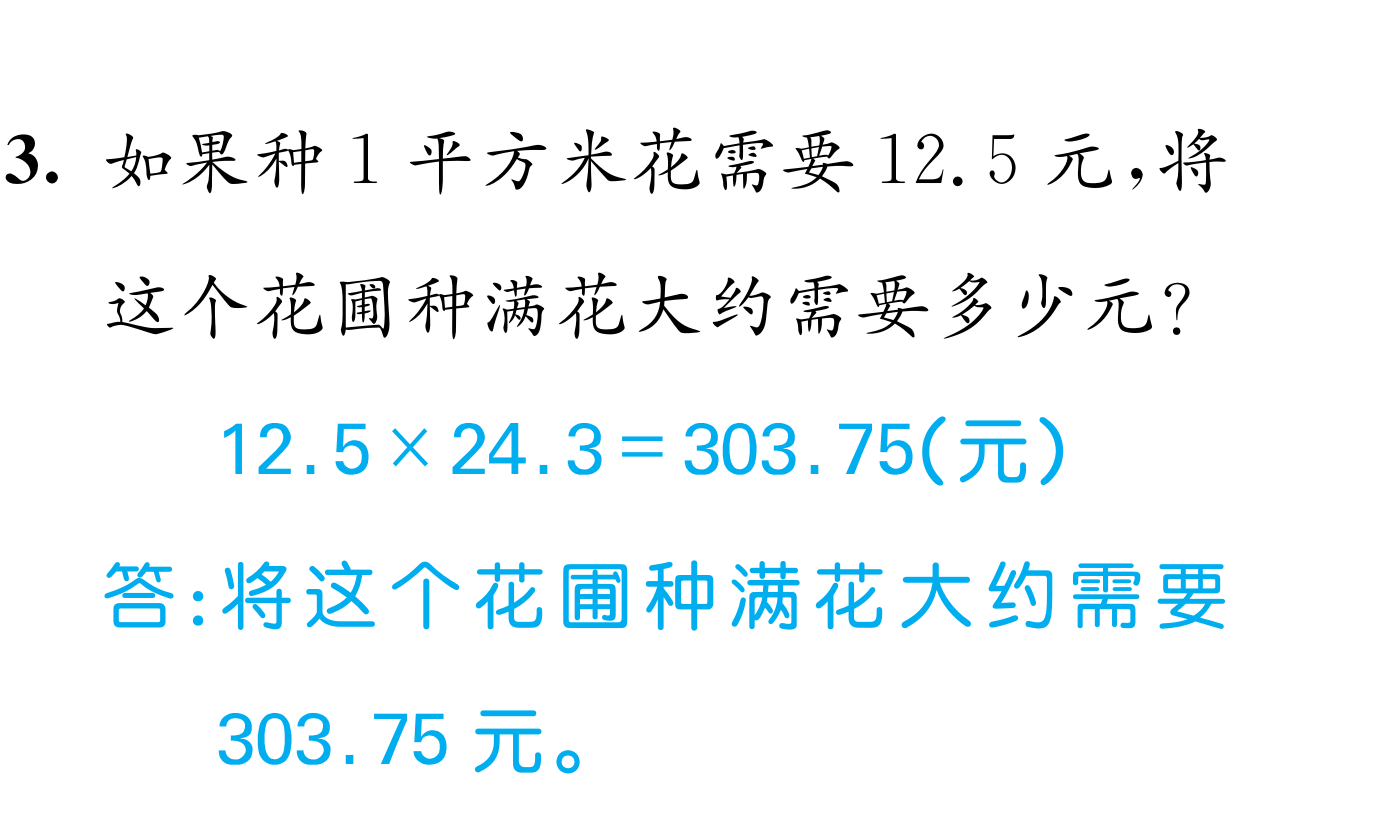 3. 如果种1平方米花需要12.5元,将
这个花圃种满花大约需要多少元?
12.5×24.3=303.75(元)
答:将这个花圃种满花大约需要
303.75元。